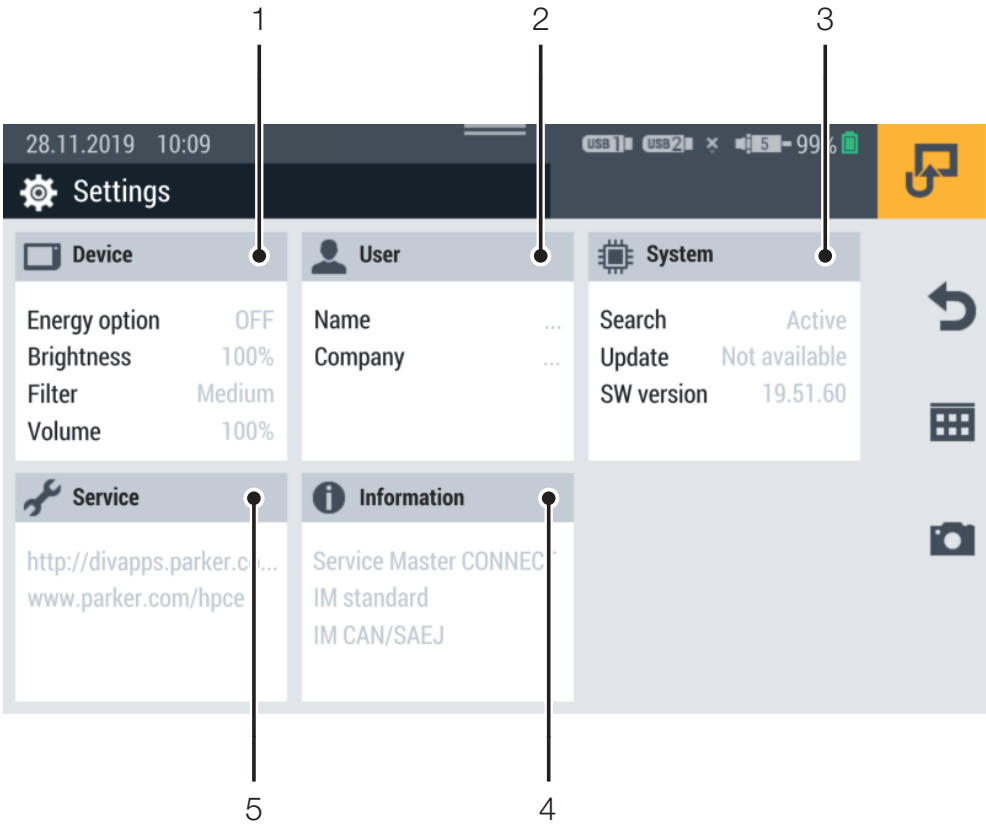 1 2 3
28.11.2019 10:09 USB 1 USB 2 5 99%
Settings
Device
Energy option OFF
Brightness 100%
Filter Medium
Volume 100%
User
Name ...
Company ...
System
Search Active
Update Not available
SW version 19.51.60
Service
http://divapps.parker.co...
www.parker.com/hpce
Information
Service Master CONNECT
IM standard
IM CAN/SAEJ
5 4